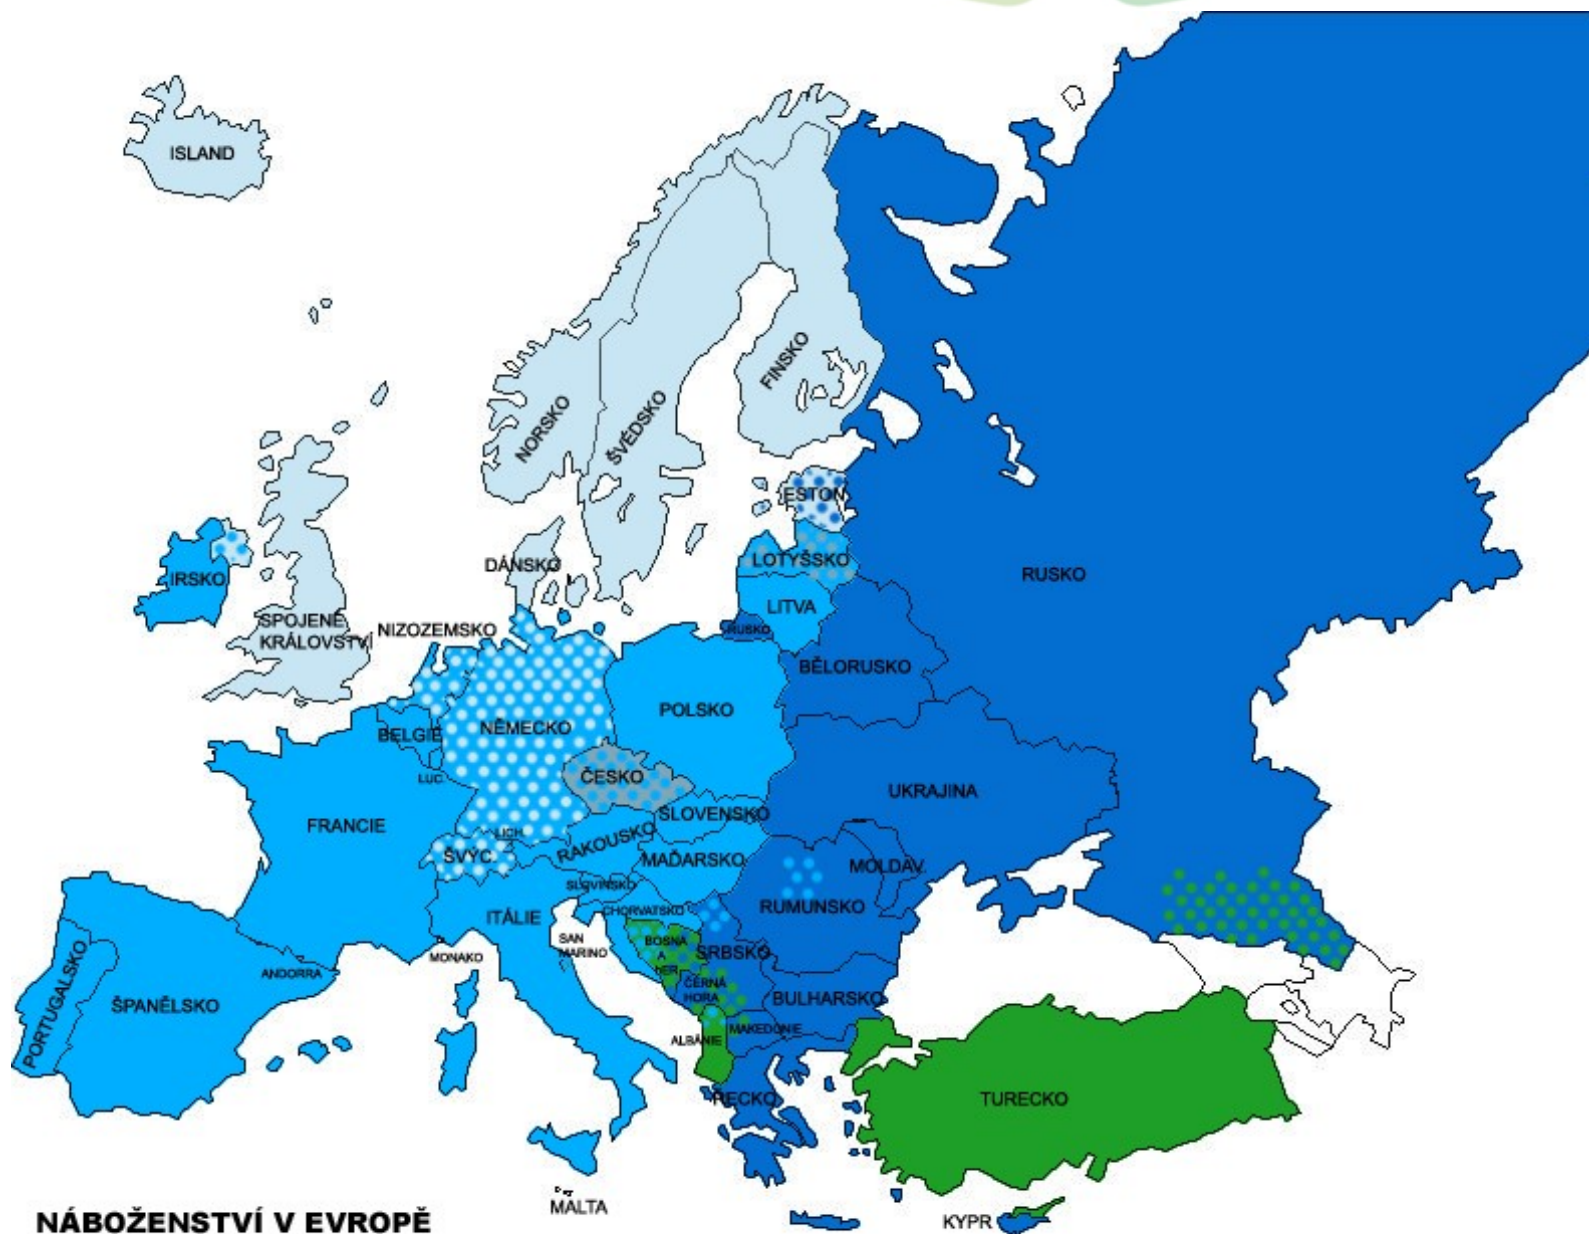 ISLAND
FINSKO
NORSKO
ŠVÉDSKO
ESTON
LOTYŠSKO
DÁNSKO
IRSKO
RUSKO
LITVA
SPOJENÉ
KRÁLOVSTVÍ
NIZOZEMSKO
RUSKO
BĚLORUSKO
POLSKO
NĚMECKO
BELGIE
ČESKO
LUC.
UKRAJINA
SLOVENSKO
FRANCIE
LICH.
RAKOUSKO
ŠVÝC.
MAĎARSKO
MOLDÁV.
SLOVINSKO
RUMUNSKO
CHORVATSKO
ITÁLIE
SAN
MARINO
BOSNA
A
HER
SRBSKO
MONAKO
ANDORRA
ČERNÁ
HORA
BULHARSKO
PORTUGALSKO
ŠPANĚLSKO
MAKEDONIE
ALBÁNIE
ŘECKO
TURECKO
MALTA
KYPR
NÁBOŽENSTVÍ V EVROPĚ